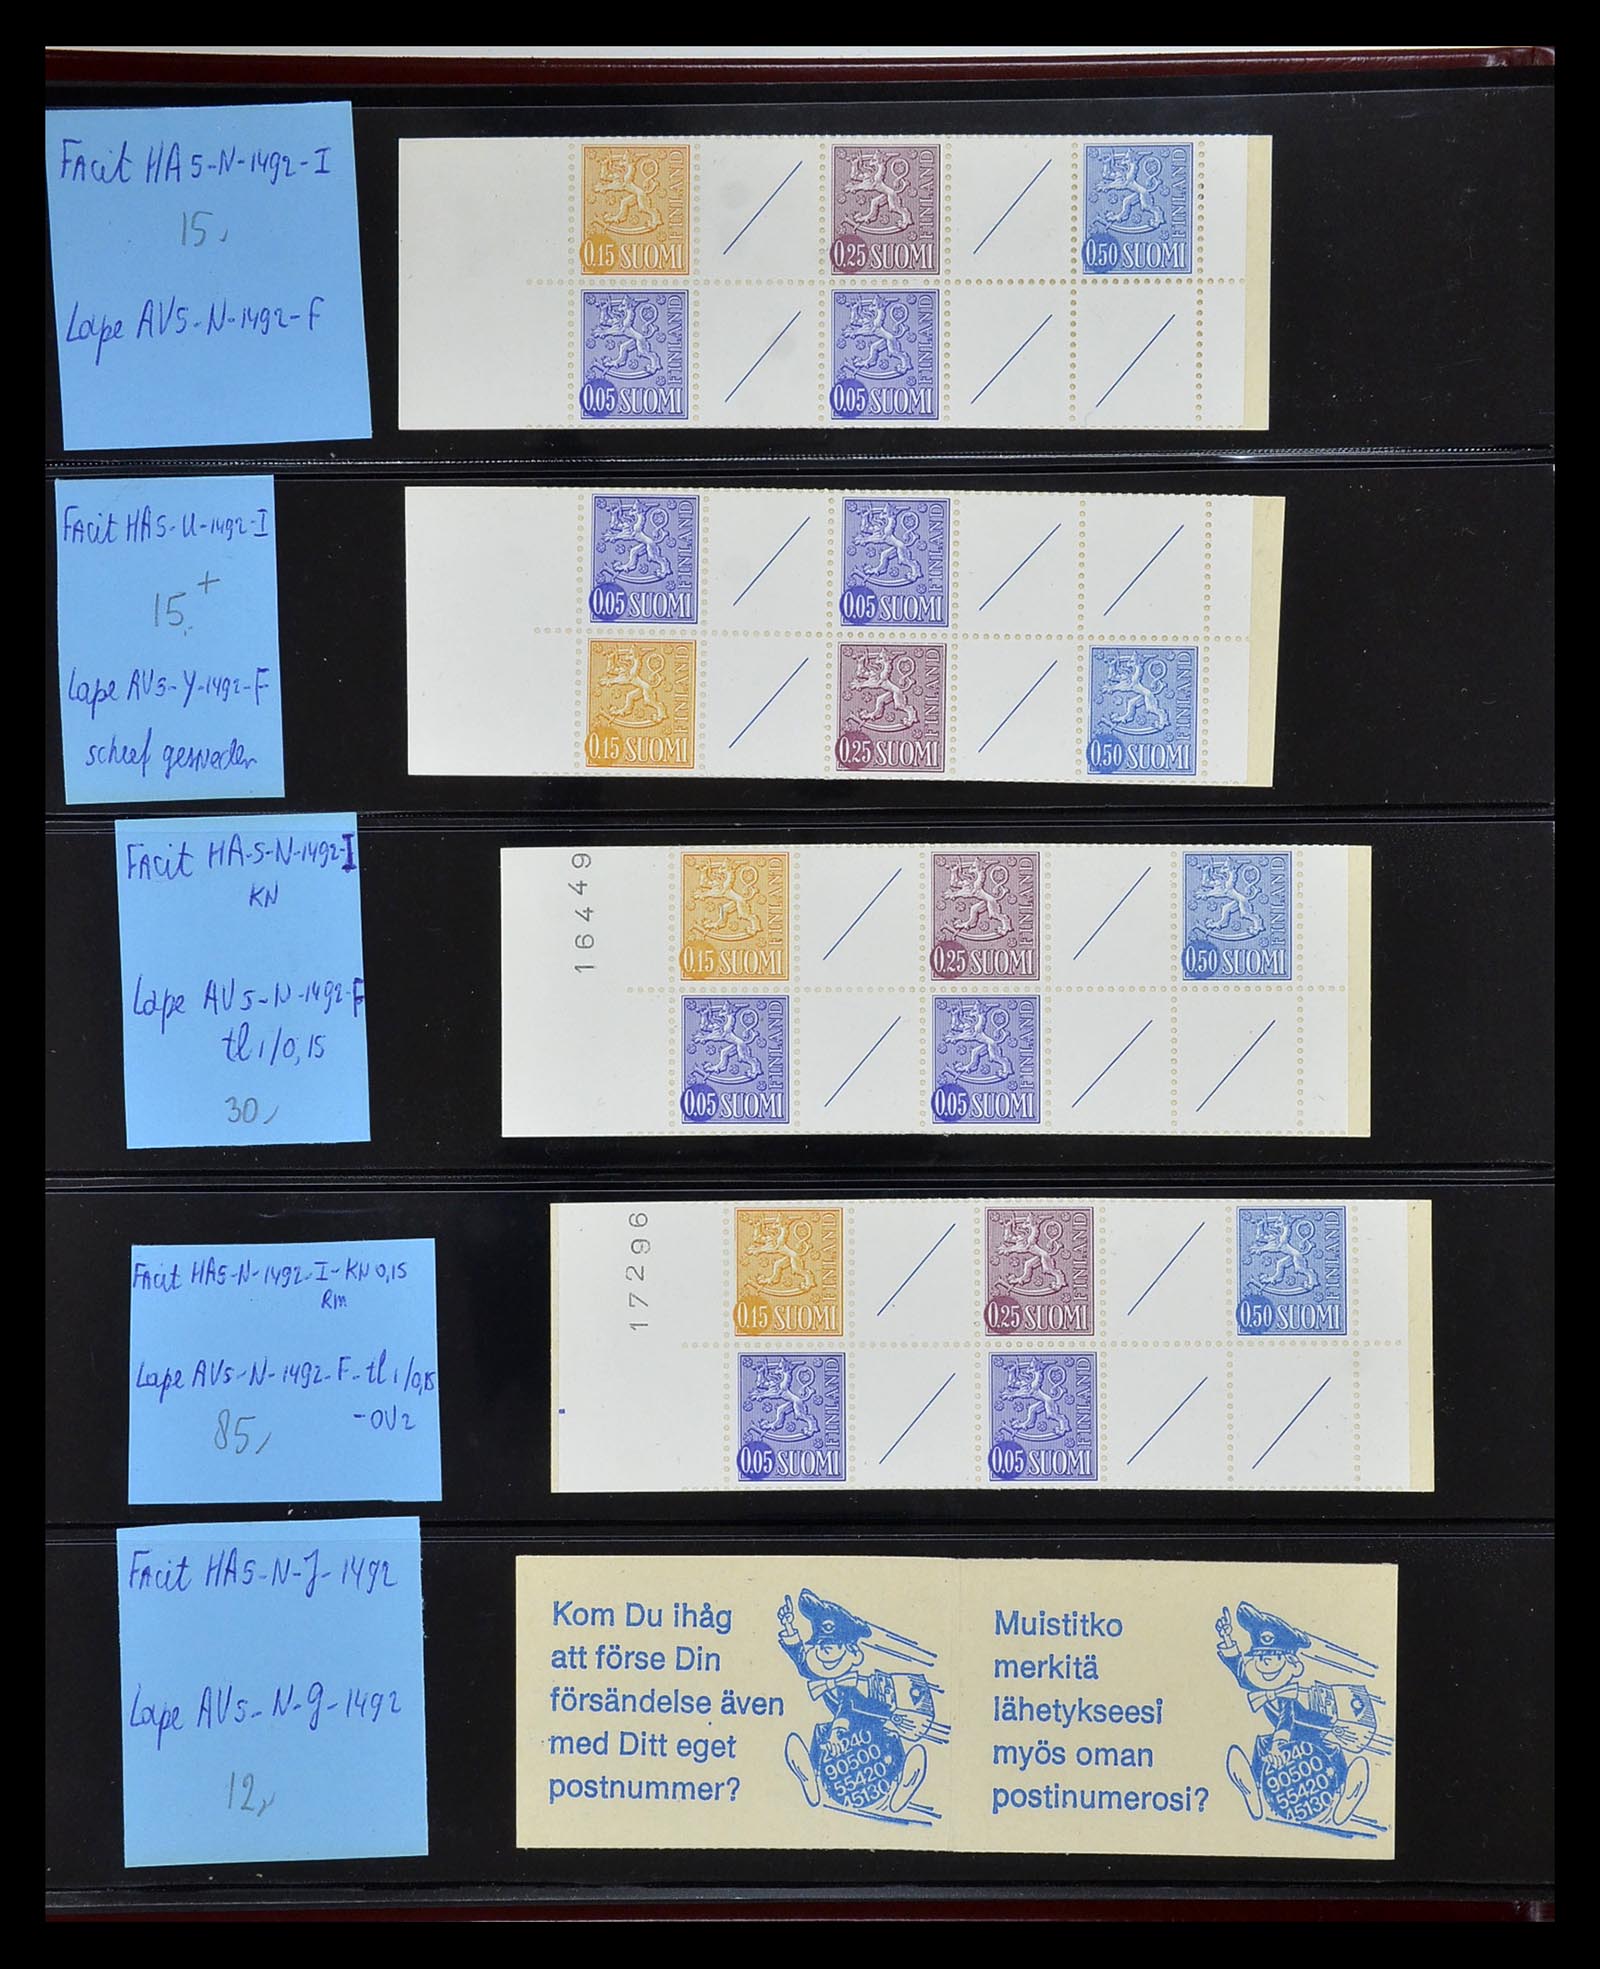 FAcit HA5-N-1492-I
15,
Lape AV5-N-1492-F
0,15 SUOMI FINLAND
0,25 SUOMI FINLAND
0,50 SUOMI FINLAND
0,05 SUOMI FINLAND
0,05 SUOMI FINLAND
FAcit HA5-U-1492-I
15,- +
Lape AV5-Y-1492-F
scheef gesneden
0,05 SUOMI FINLAND
0,05 SUOMI FINLAND
0,15 SUOMI FINLAND
0,25 SUOMI FINLAND
0,50 SUOMI FINLAND
FAcit HA-5-N-1492-I
KN
Lape AV5-N-1492-F
tl 1/0,15
30,
16449
0,15 SUOMI FINLAND
0,25 SUOMI FINLAND
0,50 SUOMI FINLAND
0,05 SUOMI FINLAND
0,05 SUOMI FINLAND
FAcit HA5-N-1492-I-KN 0,15
Rm
Lape AV5-N-1492-F-tl 1/0,15
-OV2
85,
17296
0,15 SUOMI FINLAND
0,25 SUOMI FINLAND
0,50 SUOMI FINLAND
0,05 SUOMI FINLAND
0,05 SUOMI FINLAND
FAcit HA5-N-J-1492
Lape AV5-N-g-1492
12,
Kom Du ihåg
att förse Din
försändelse även
med Ditt eget
postnummer?
90500
55420
45130
Muistitko
merkitä
lähetykseesi
myös oman
postinumerosi?
90500
55420
45130